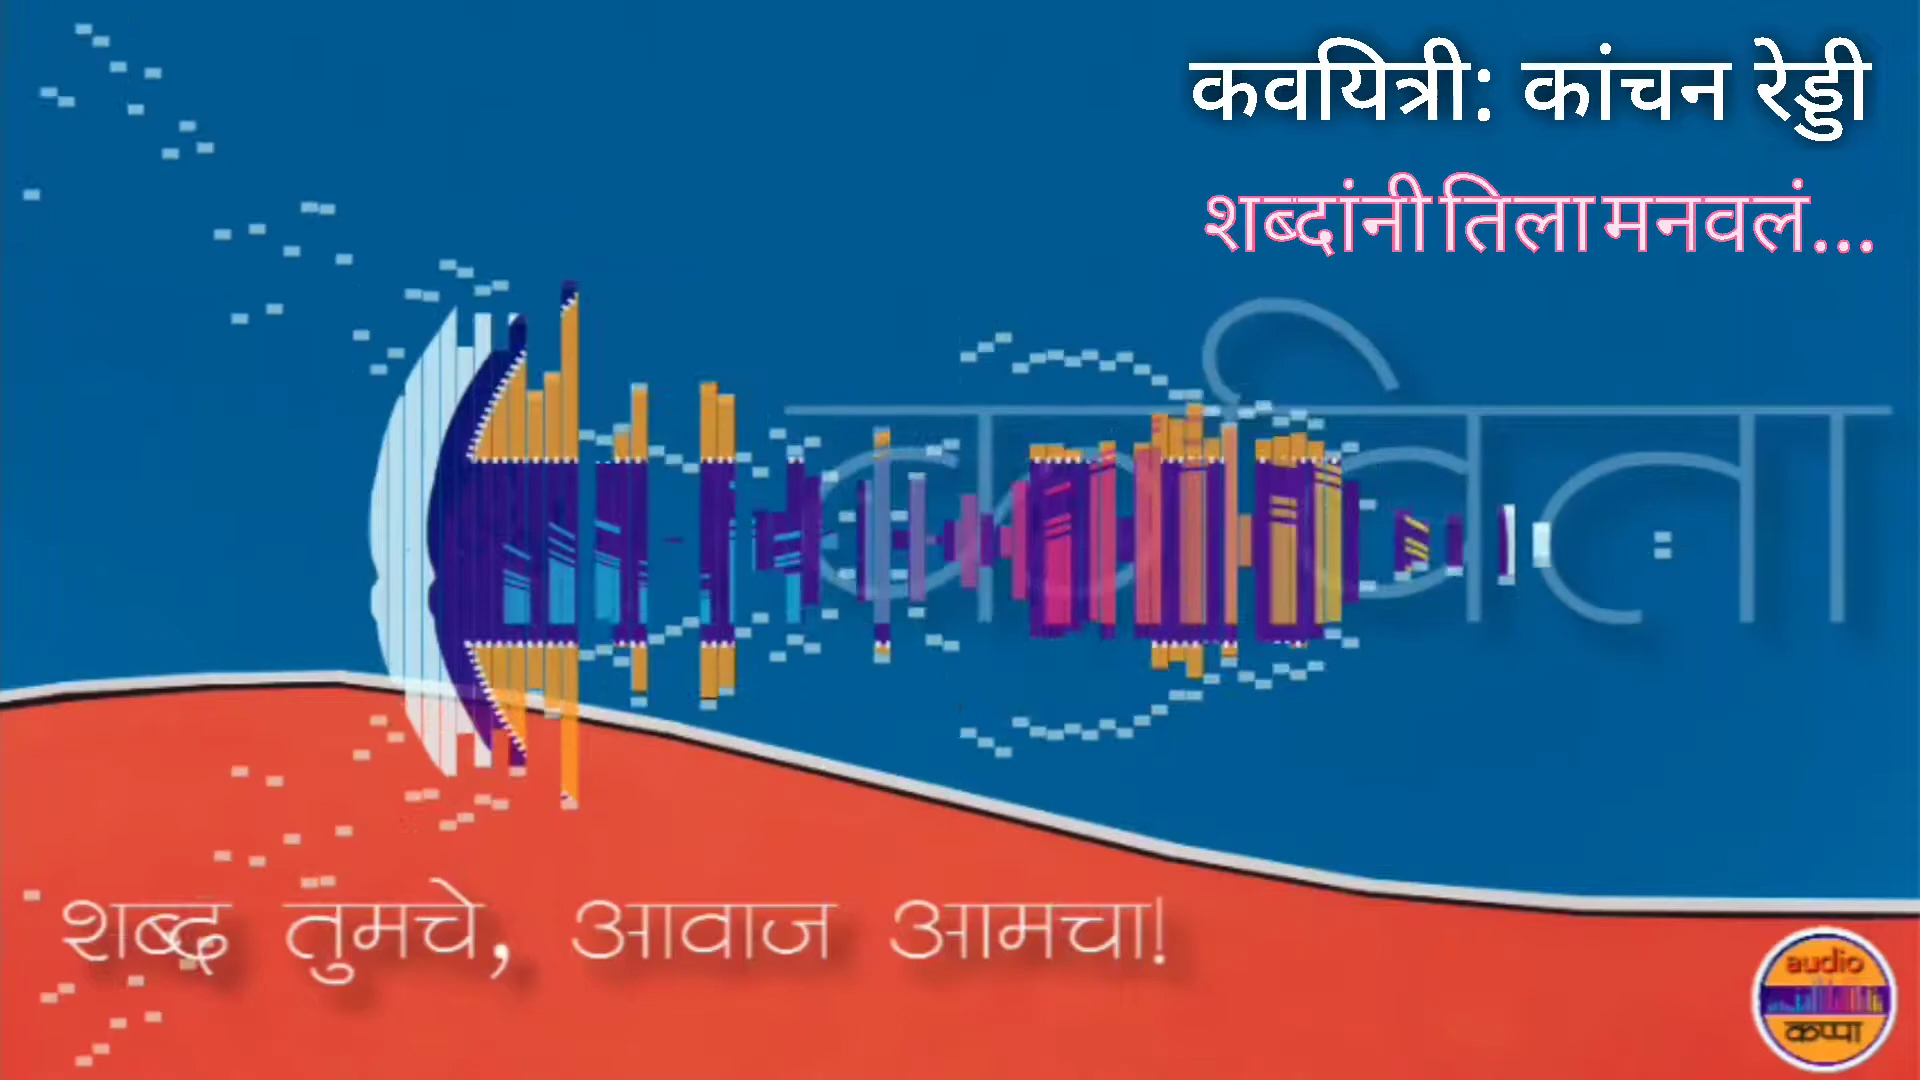 कवयित्री: कांचन रेड्डी
शब्दांनी तिला मनवलं...
कविता
शब्द तुमचे, आवाज आमचा!
audio
कप्पा